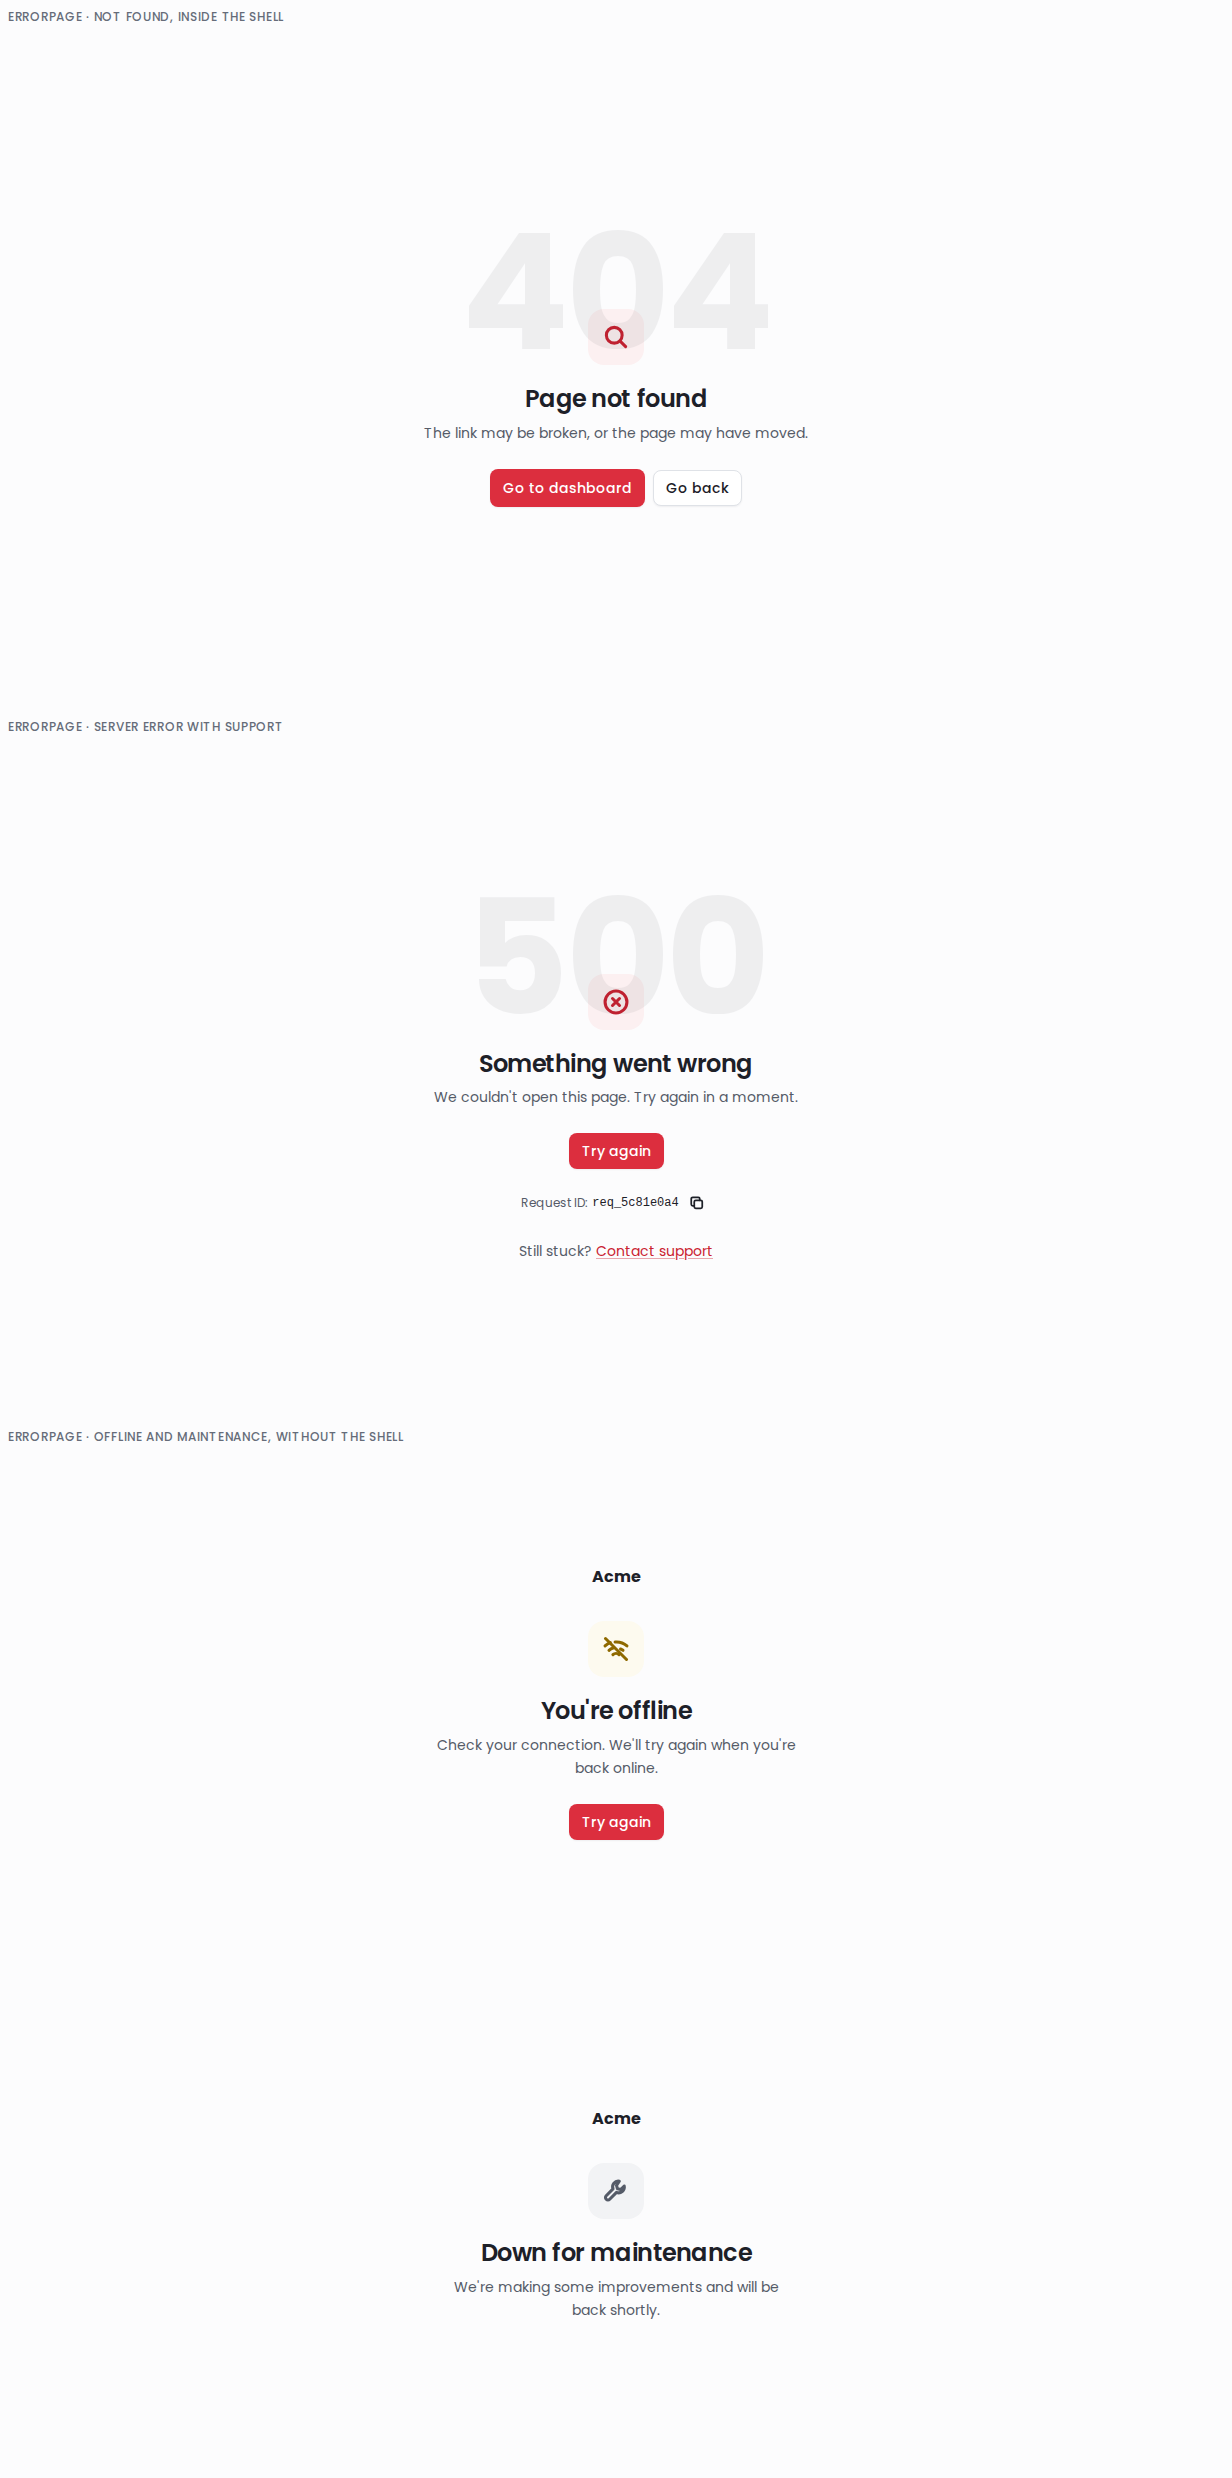 ERRORPAGE · NOT FOUND, INSIDE THE SHELL
404
Page not found
The link may be broken, or the page may have moved.
Go to dashboard Go back
ERRORPAGE · SERVER ERROR WITH SUPPORT
500
Something went wrong
We couldn't open this page. Try again in a moment.
Try again
Request ID: req_5c81e0a4
Still stuck? Contact support
ERRORPAGE · OFFLINE AND MAINTENANCE, WITHOUT THE SHELL
Acme
You're offline
Check your connection. We'll try again when you're
back online.
Try again
Acme
Down for maintenance
We're making some improvements and will be
back shortly.